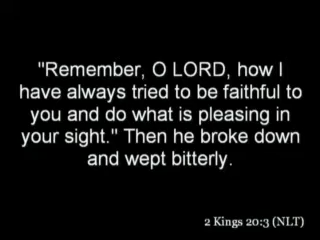 "Remember, O LORD, how I
have always tried to be faithful to
you and do what is pleasing in
your sight." Then he broke down
and wept bitterly.
2 Kings 20:3 (NLT)